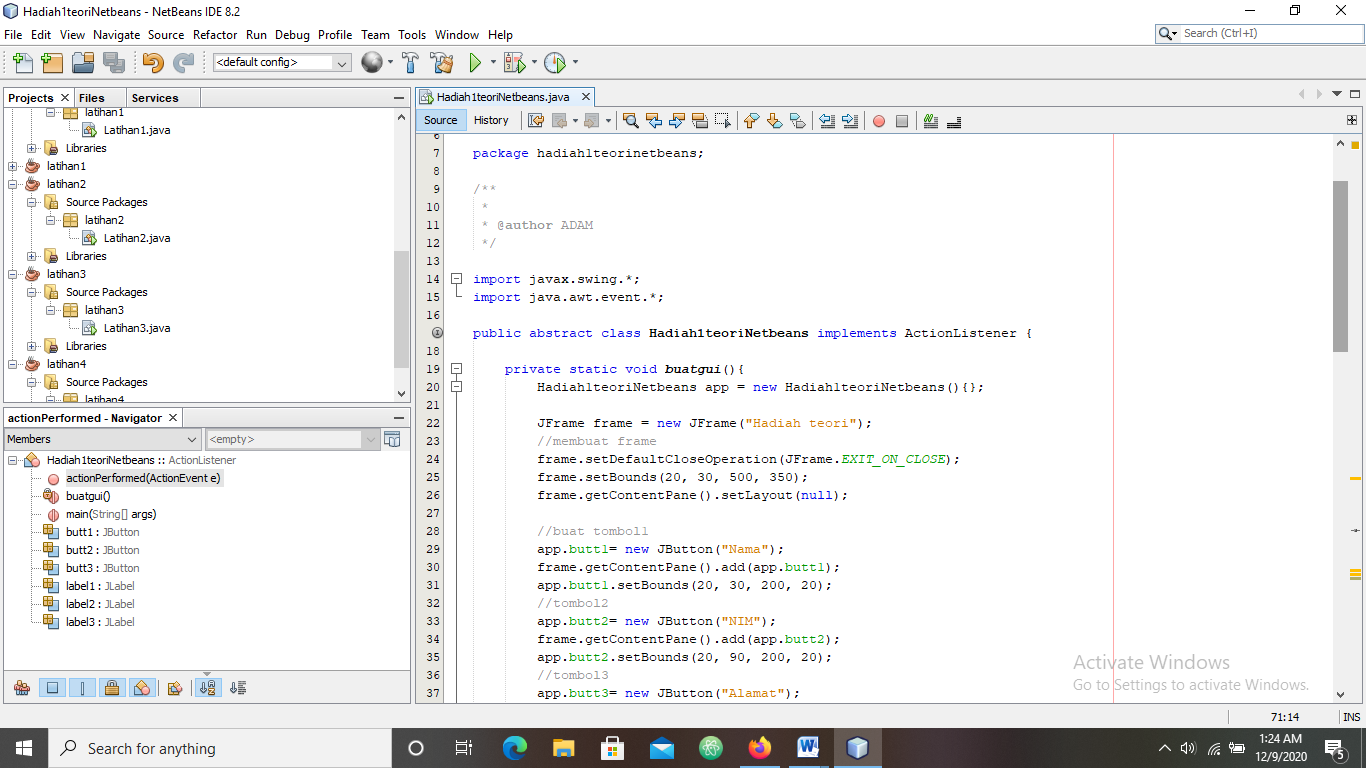 Hadiah1teoriNetbeans - NetBeans IDE 8.2
File Edit View Navigate Source Refactor Run Debug Profile Team Tools Window Help
Search (Ctrl+I)
<default config>
Projects Files Services
latihan1
Latihan1.java
Libraries
latihan1
latihan2
Source Packages
latihan2
Latihan2.java
Libraries
latihan3
Source Packages
latihan3
Latihan3.java
Libraries
latihan4
Source Packages
latihan4
actionPerformed - Navigator
Members <empty>
Hadiah1teoriNetbeans :: ActionListener
actionPerformed(ActionEvent e)
buatgui()
main(String[] args)
butt1 : JButton
butt2 : JButton
butt3 : JButton
label1 : JLabel
label2 : JLabel
label3 : JLabel
Hadiah1teoriNetbeans.java
Source History
6
7 package hadiah1teorinetbeans;
8
9 /**
10 *
11 * @author ADAM
12 */
13
14 import javax.swing.*;
15 import java.awt.event.*;
16
public abstract class Hadiah1teoriNetbeans implements ActionListener {
18
19 private static void buatgui(){
20 Hadiah1teoriNetbeans app = new Hadiah1teoriNetbeans(){};
21
22 JFrame frame = new JFrame("Hadiah teori");
23 //membuat frame
24 frame.setDefaultCloseOperation(JFrame.EXIT_ON_CLOSE);
25 frame.setBounds(20, 30, 500, 350);
26 frame.getContentPane().setLayout(null);
27
28 //buat tombol1
29 app.butt1= new JButton("Nama");
30 frame.getContentPane().add(app.butt1);
31 app.butt1.setBounds(20, 30, 200, 20);
32 //tombol2
33 app.butt2= new JButton("NIM");
34 frame.getContentPane().add(app.butt2);
35 app.butt2.setBounds(20, 90, 200, 20);
36 //tombol3
37 app.butt3= new JButton("Alamat");
Activate Windows
Go to Settings to activate Windows.
71:14 INS
Search for anything
1:24 AM
12/9/2020
5